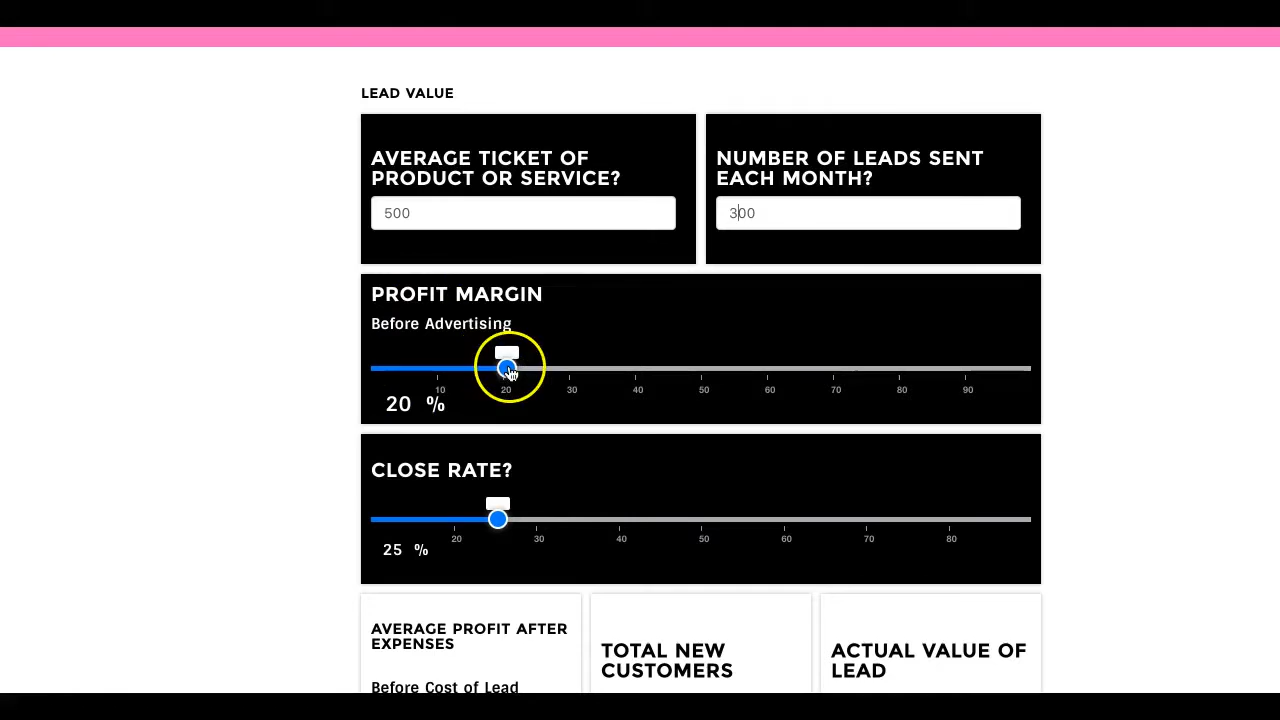 LEAD VALUE
AVERAGE TICKET OF
PRODUCT OR SERVICE?
500
NUMBER OF LEADS SENT
EACH MONTH?
300
PROFIT MARGIN
Before Advertising
10 20 30 40 50 60 70 80 90
20 %
CLOSE RATE?
20 30 40 50 60 70 80
25 %
AVERAGE PROFIT AFTER
EXPENSES
Before Cost of Lead
TOTAL NEW
CUSTOMERS
ACTUAL VALUE OF
LEAD